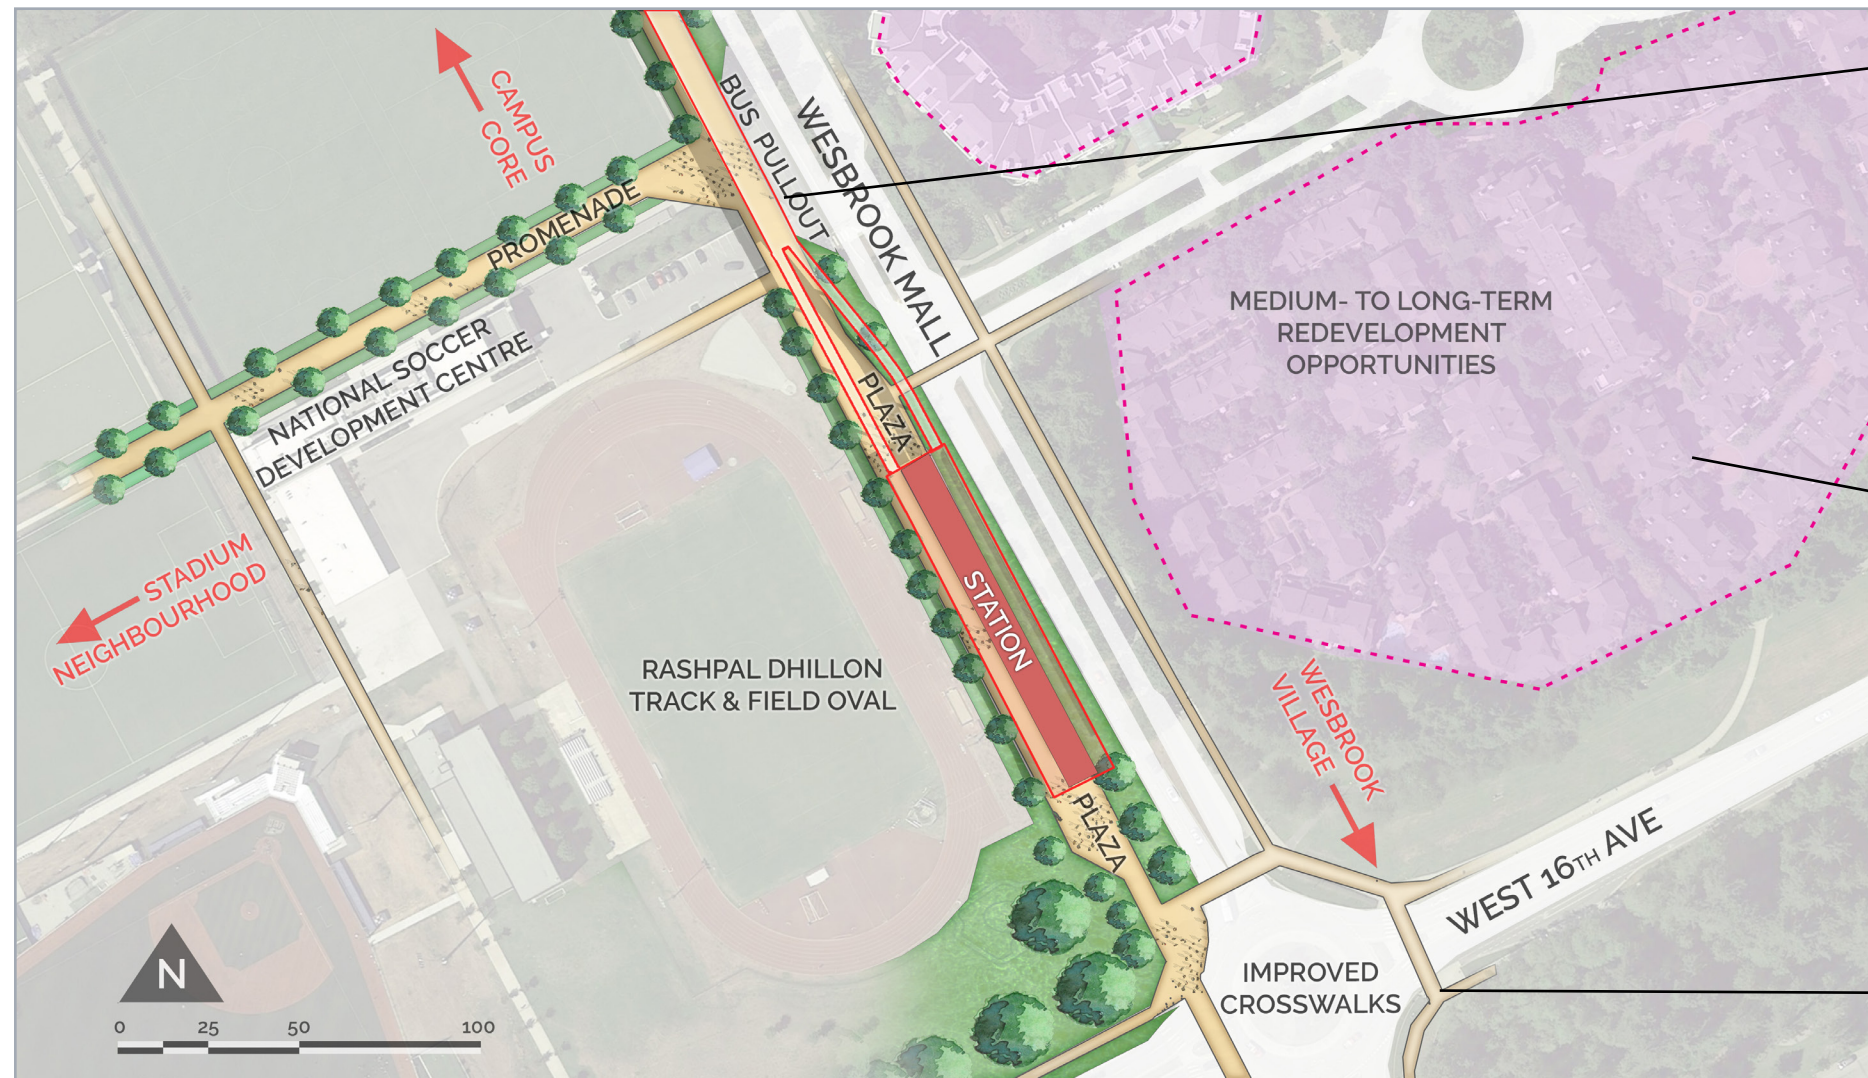 CAMPUS
CORE
BUS PULLOUT
WESBROOK MALL
PROMENADE
NATIONAL SOCCER
DEVELOPMENT CENTRE
MEDIUM- TO LONG-TERM
REDEVELOPMENT
OPPORTUNITIES
PLAZA
STADIUM
NEIGHBOURHOOD
STATION
RASHPAL DHILLON
TRACK & FIELD OVAL
WESBROOK
VILLAGE
PLAZA
WEST 16TH AVE
IMPROVED
CROSSWALKS
N
0 25 50 100